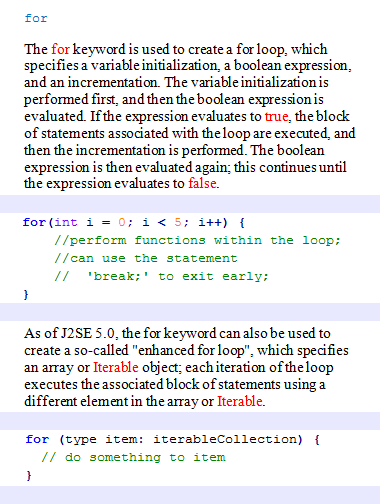 for
The for keyword is used to create a for loop, which
specifies a variable initialization, a boolean expression,
and an incrementation. The variable initialization is
performed first, and then the boolean expression is
evaluated. If the expression evaluates to true, the block
of statements associated with the loop are executed, and
then the incrementation is performed. The boolean
expression is then evaluated again; this continues until
the expression evaluates to false.
for(int i = 0; i < 5; i++) {
    //perform functions within the loop;
    //can use the statement
    //  'break;' to exit early;
}
As of J2SE 5.0, the for keyword can also be used to
create a so-called "enhanced for loop", which specifies
an array or Iterable object; each iteration of the loop
executes the associated block of statements using a
different element in the array or Iterable.
for (type item: iterableCollection) {
  // do something to item
}